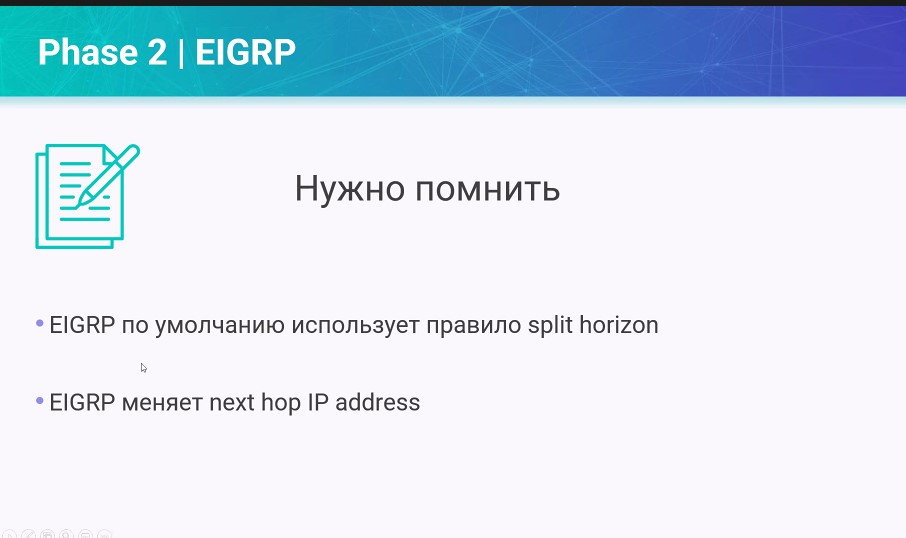 Phase 2 | EIGRP
Нужно помнить
• EIGRP по умолчанию использует правило split horizon
• EIGRP меняет next hop IP address